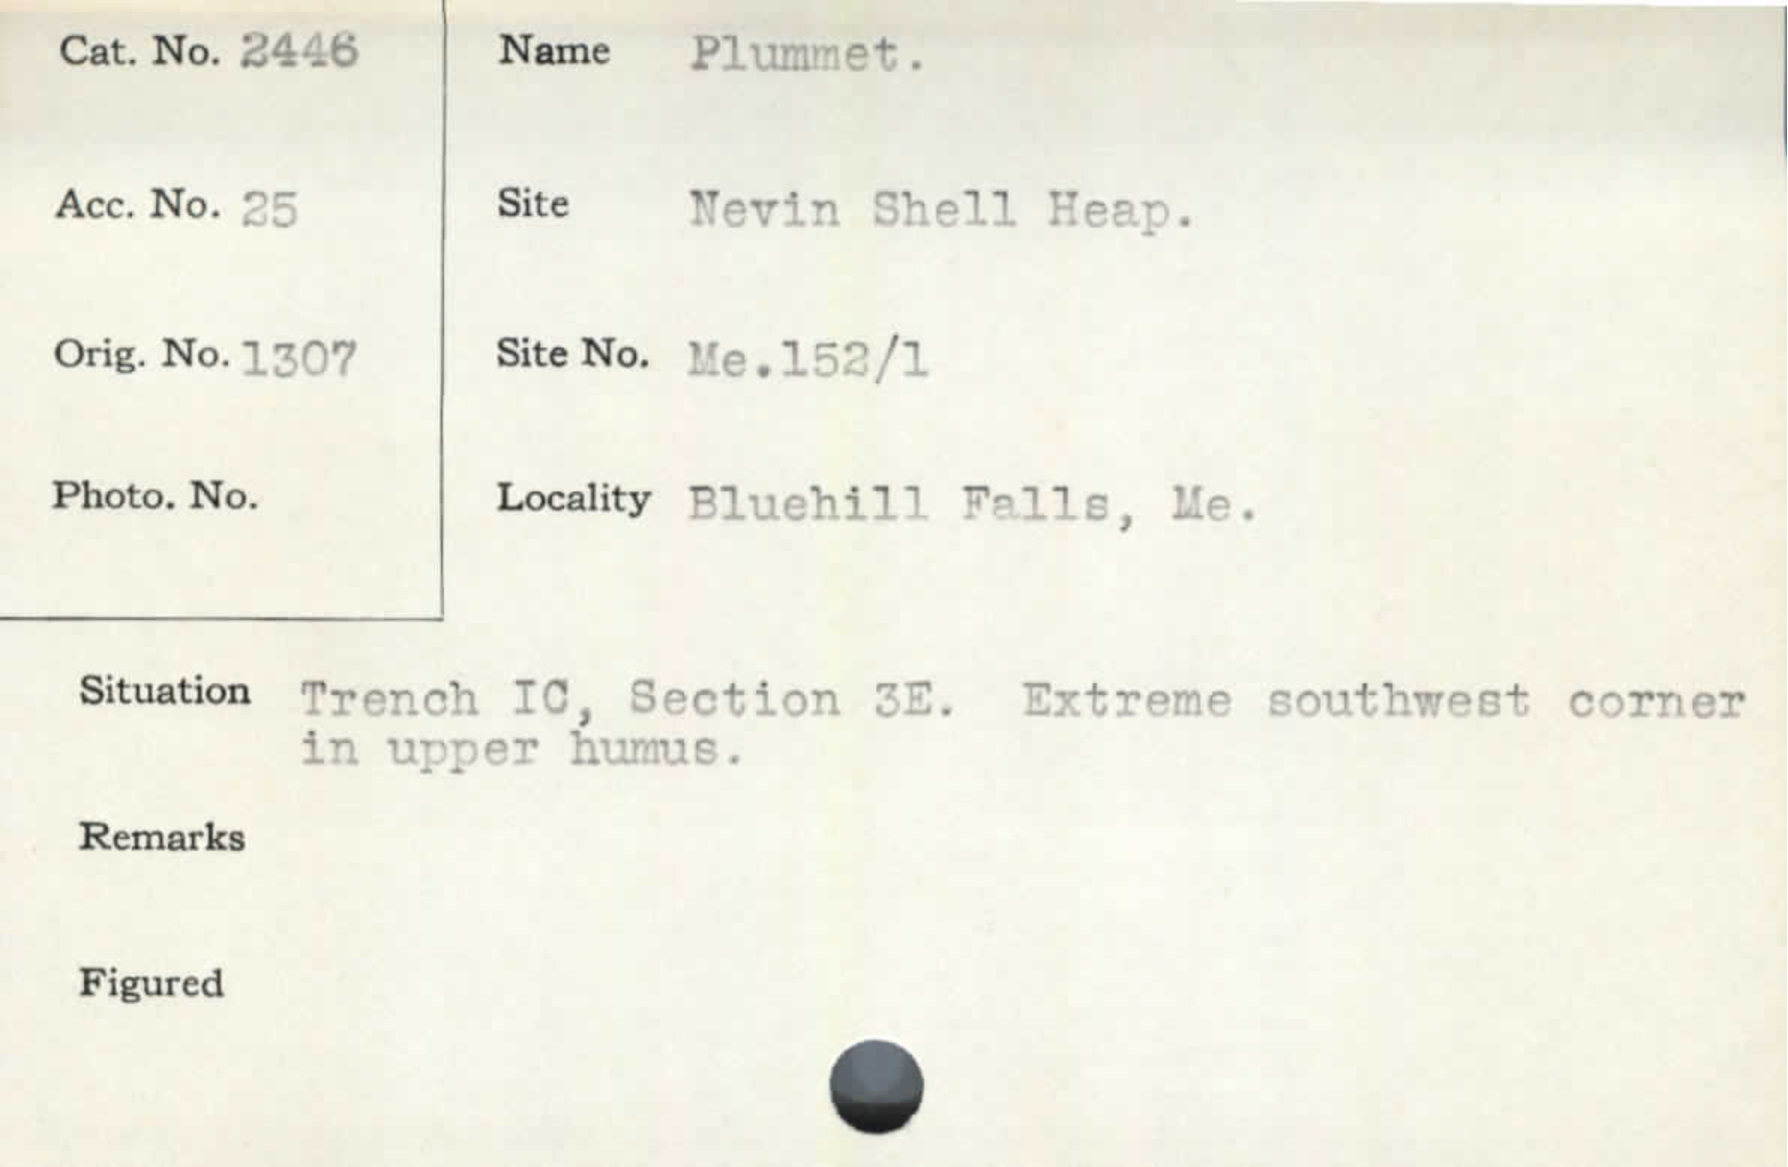 Cat. No. 2446
Name Plummet.
Acc. No. 25
Site Nevin Shell Heap.
Orig. No. 1307
Site No. Me.152/1
Photo. No.
Locality Bluehill Falls, Me.
Situation Trench IC, Section 3E. Extreme southwest corner
in upper humus.
Remarks
Figured